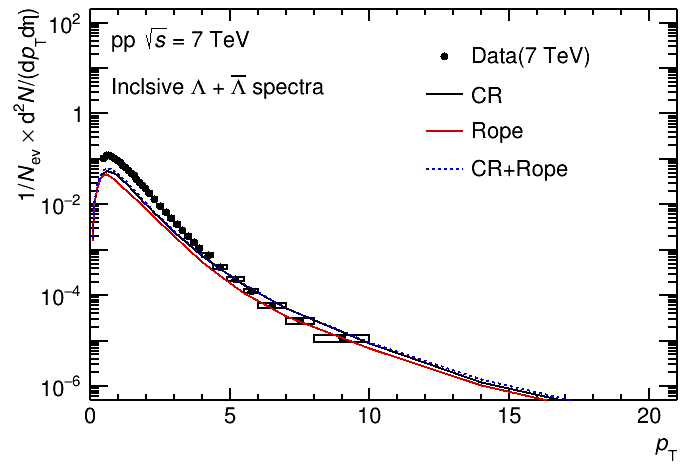 pp √s = 7 TeV
Inclsive Λ + Λ̅ spectra
Data(7 TeV)
CR
Rope
CR+Rope
1/N_ev × d²N/(dp_T dη)
10²
1
10⁻²
10⁻⁴
10⁻⁶
0 5 10 15 20
p_T